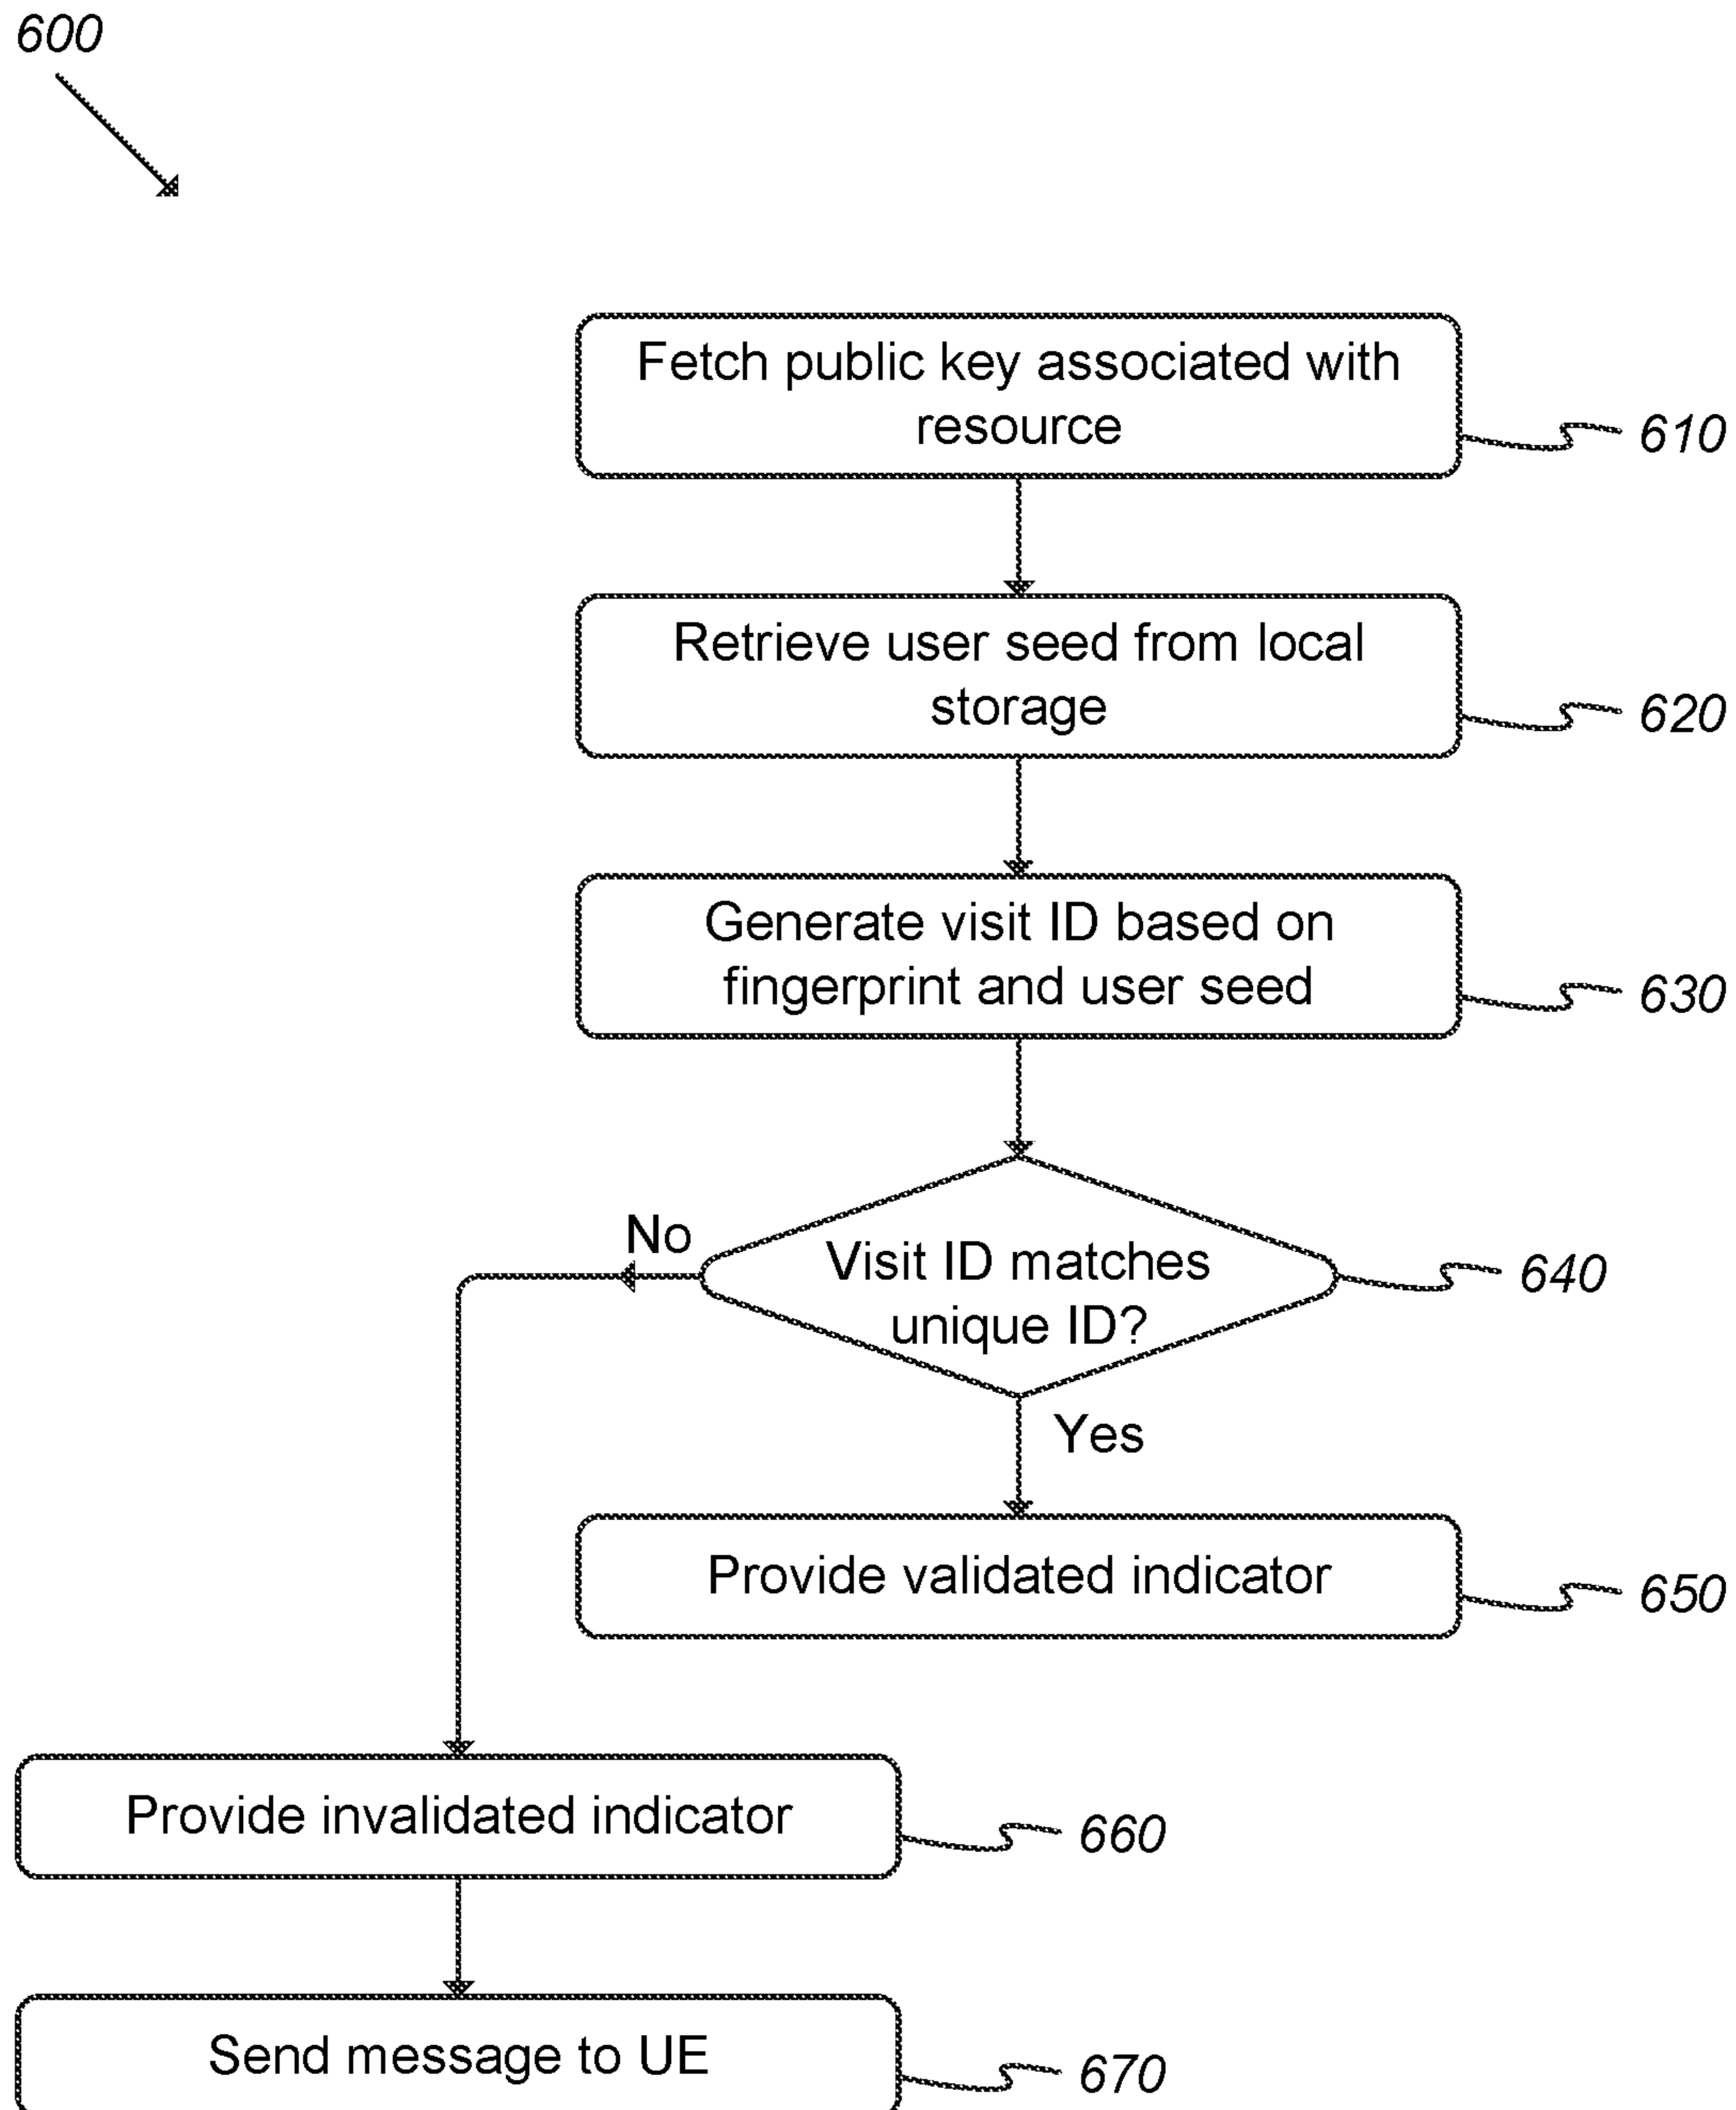 600
Fetch public key associated with
resource
610
Retrieve user seed from local
storage
620
Generate visit ID based on
fingerprint and user seed
630
No
Visit ID matches
unique ID?
640
Yes
Provide validated indicator
650
Provide invalidated indicator
660
Send message to UE
670